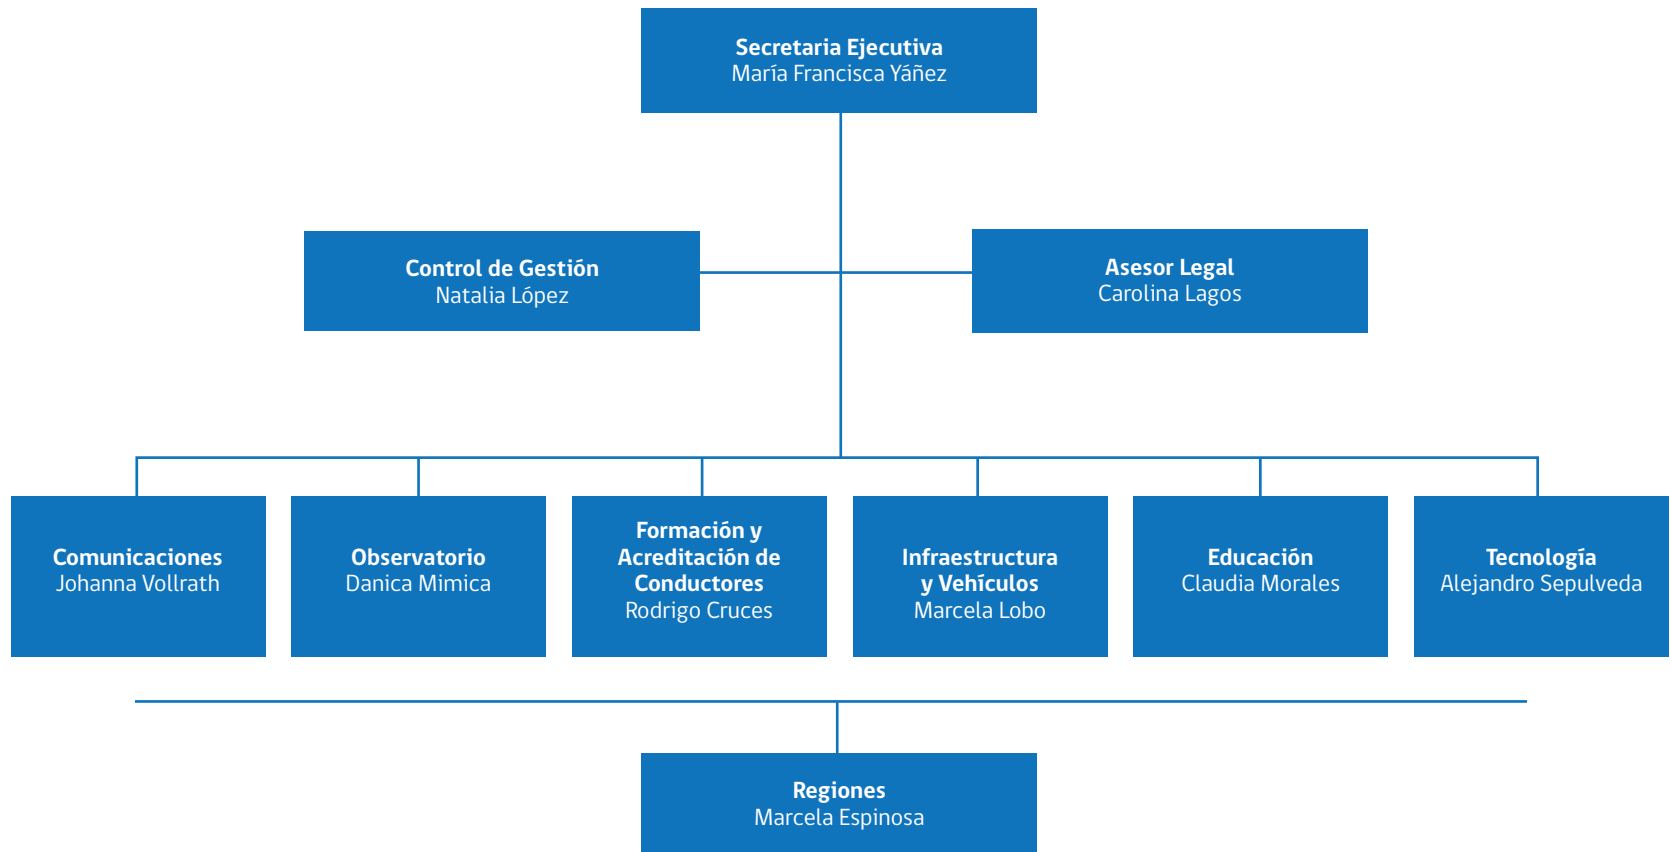 Secretaria Ejecutiva
María Francisca Yáñez
Control de Gestión
Natalia López
Asesor Legal
Carolina Lagos
Comunicaciones
Johanna Vollrath
Observatorio
Danica Mimica
Formación y
Acreditación de
Conductores
Rodrigo Cruces
Infraestructura
y Vehículos
Marcela Lobo
Educación
Claudia Morales
Tecnología
Alejandro Sepulveda
Regiones
Marcela Espinosa